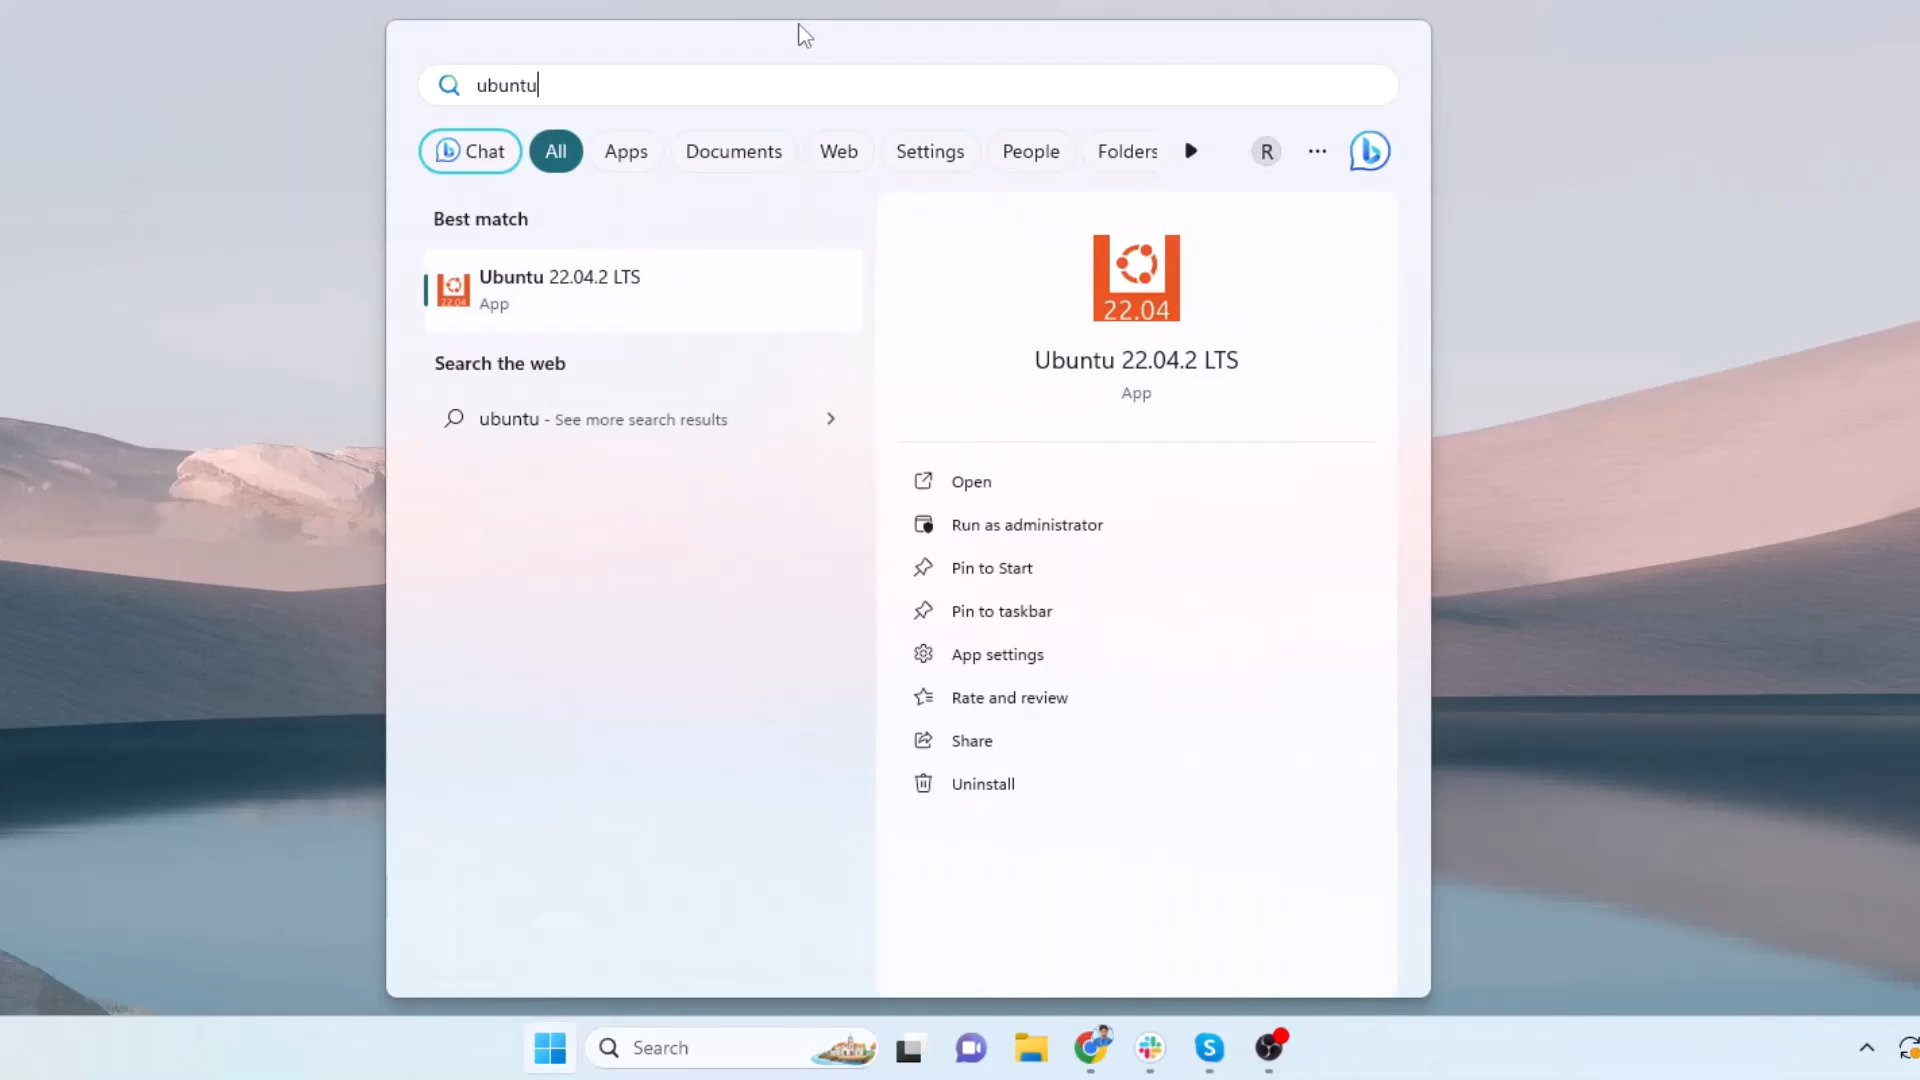 ubuntu
Chat All Apps Documents Web Settings People Folders R ...
Best match
Ubuntu 22.04.2 LTS
App
22.04
Search the web
ubuntu - See more search results
22.04
Ubuntu 22.04.2 LTS
App
Open
Run as administrator
Pin to Start
Pin to taskbar
App settings
Rate and review
Share
Uninstall
Search